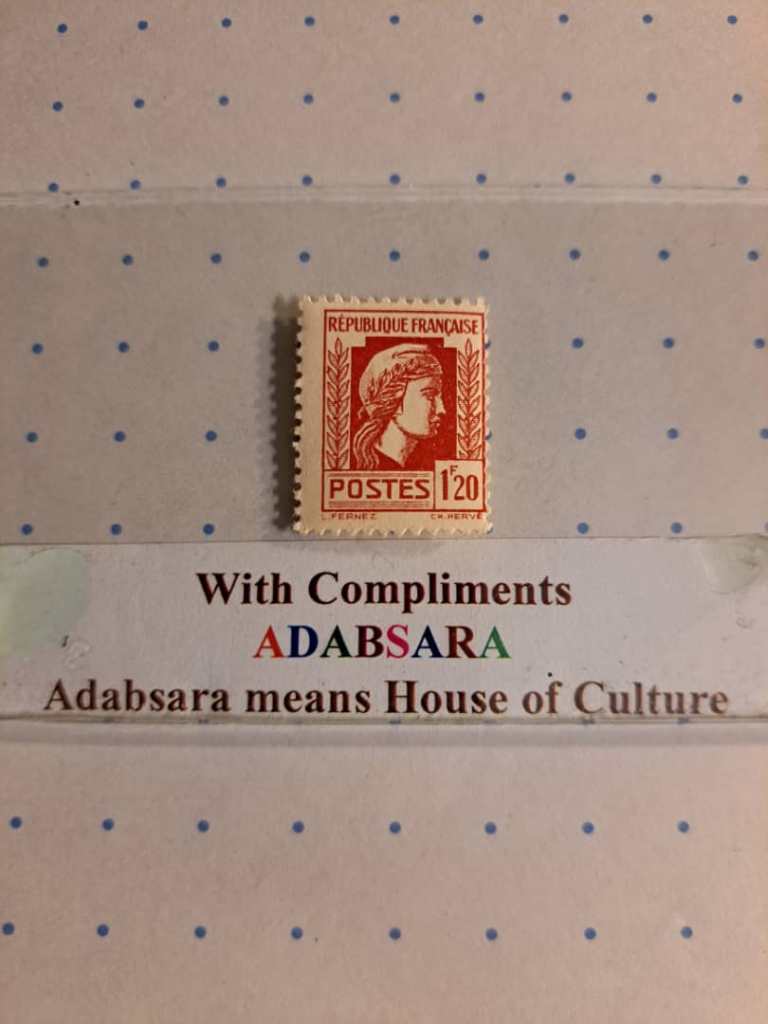 RÉPUBLIQUE FRANÇAISE
POSTES 1F20
L. FERNEZ CH. HERVÉ
With Compliments
ADABSARA
Adabsara means House of Culture